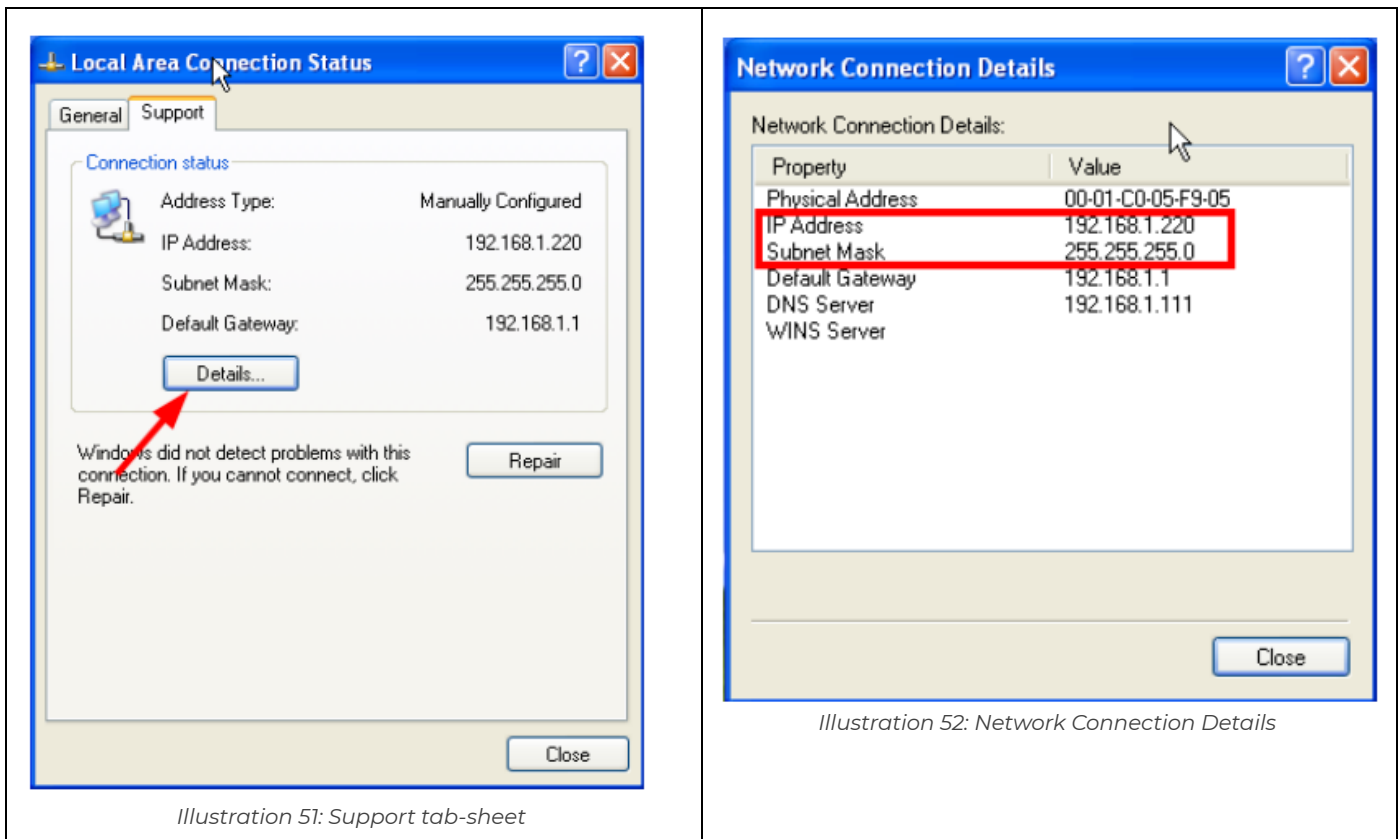 Local Area Connection Status
General Support
Connection status
Address Type: Manually Configured
IP Address: 192.168.1.220
Subnet Mask: 255.255.255.0
Default Gateway: 192.168.1.1
Details...
Windows did not detect problems with this
connection. If you cannot connect, click
Repair.
Repair
Close
Illustration 51: Support tab-sheet
Network Connection Details
Network Connection Details:
Property Value
Physical Address 00-01-C0-05-F9-05
IP Address 192.168.1.220
Subnet Mask 255.255.255.0
Default Gateway 192.168.1.1
DNS Server 192.168.1.111
WINS Server
Close
Illustration 52: Network Connection Details